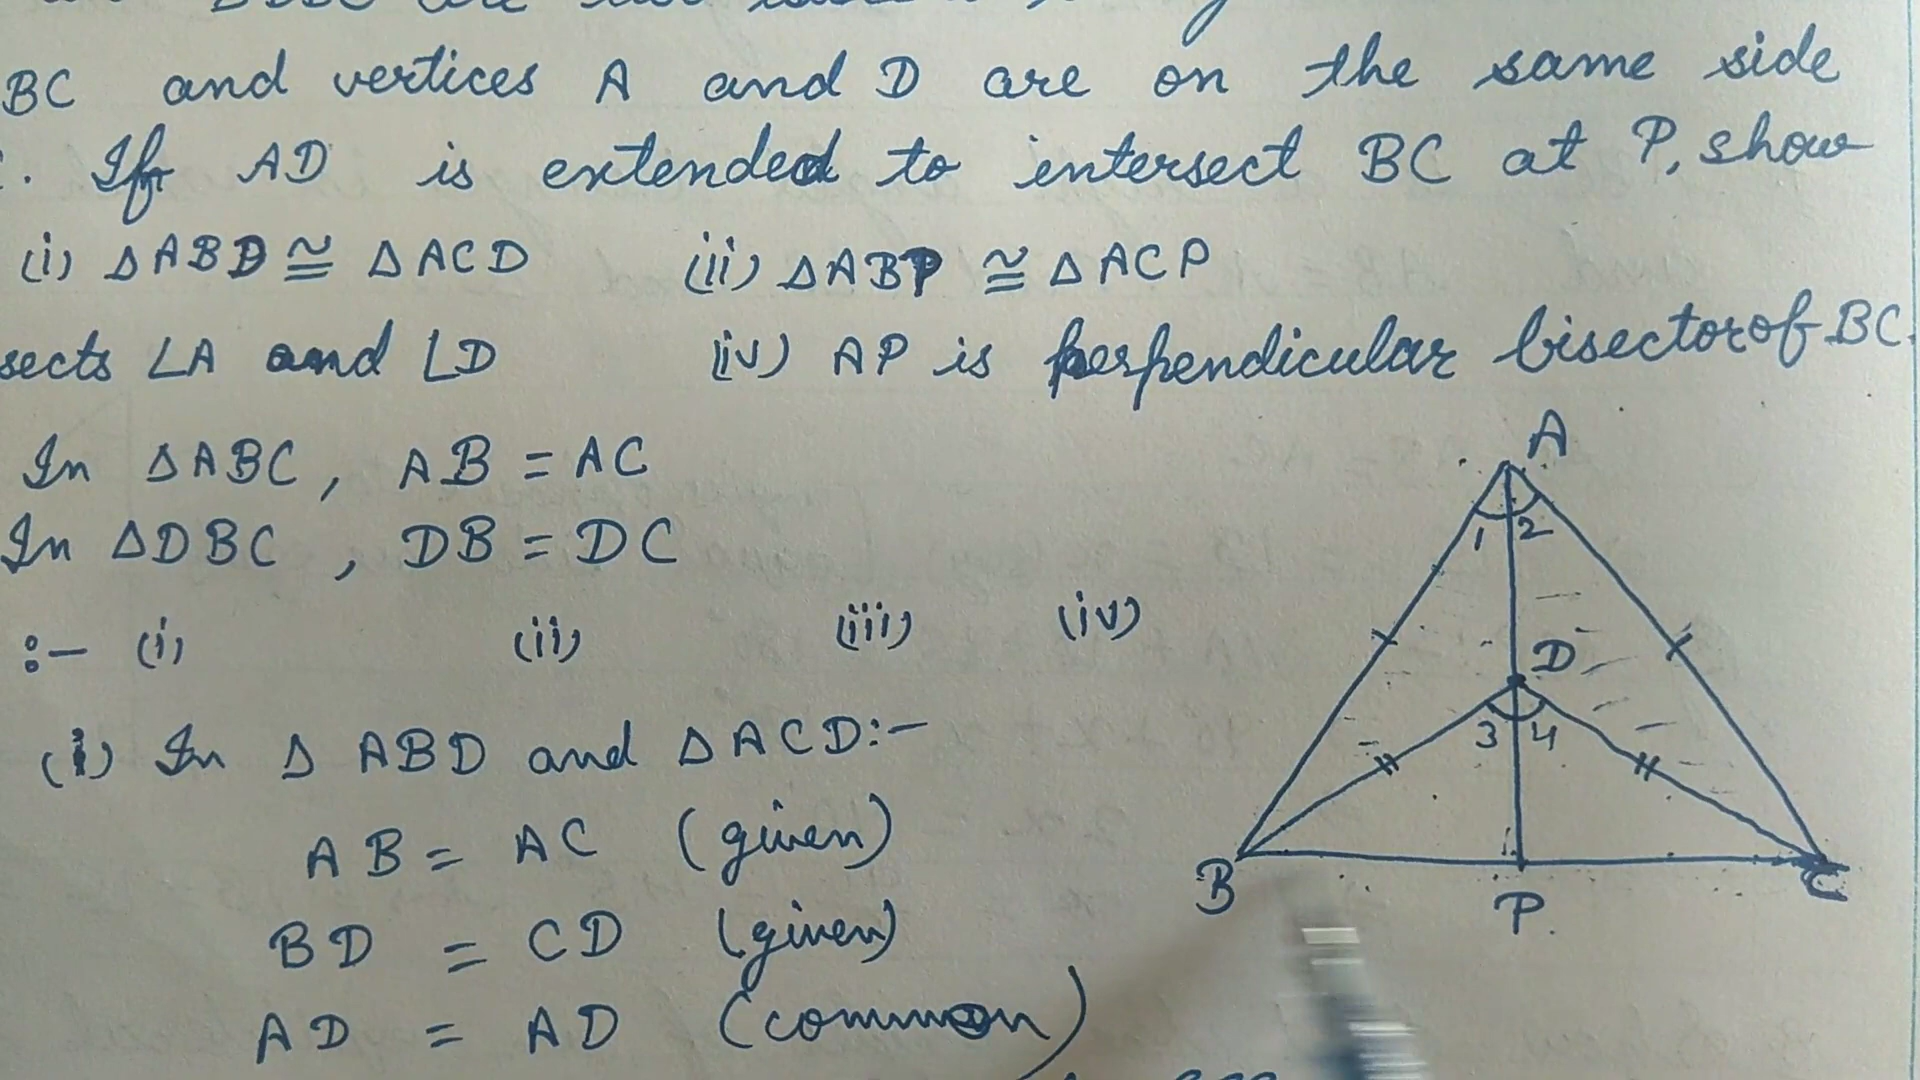 BC and vertices A and D are on the same side
. If AD is extended to intersect BC at P, show
(i) ΔABD ≅ ΔACD (ii) ΔABP ≅ ΔACP
sects ∠A and ∠D (iv) AP is perpendicular bisector of BC.
In ΔABC, AB = AC
In ΔDBC, DB = DC
:- (i) (ii) (iii) (iv)
(i) In Δ ABD and ΔACD:-
AB = AC (given)
BD = CD (given)
AD = AD (common)
A
1 2
D
3 4
B P C